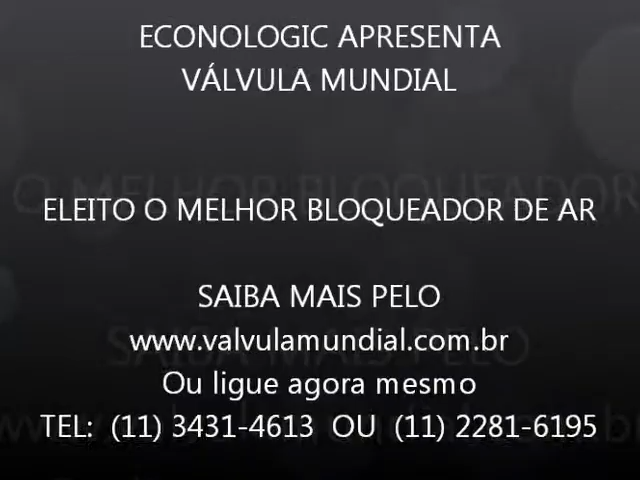 ECONOLOGIC APRESENTA
VÁLVULA MUNDIAL
ELEITO O MELHOR BLOQUEADOR DE AR
SAIBA MAIS PELO
www.valvulamundial.com.br
Ou ligue agora mesmo
TEL: (11) 3431-4613 OU (11) 2281-6195